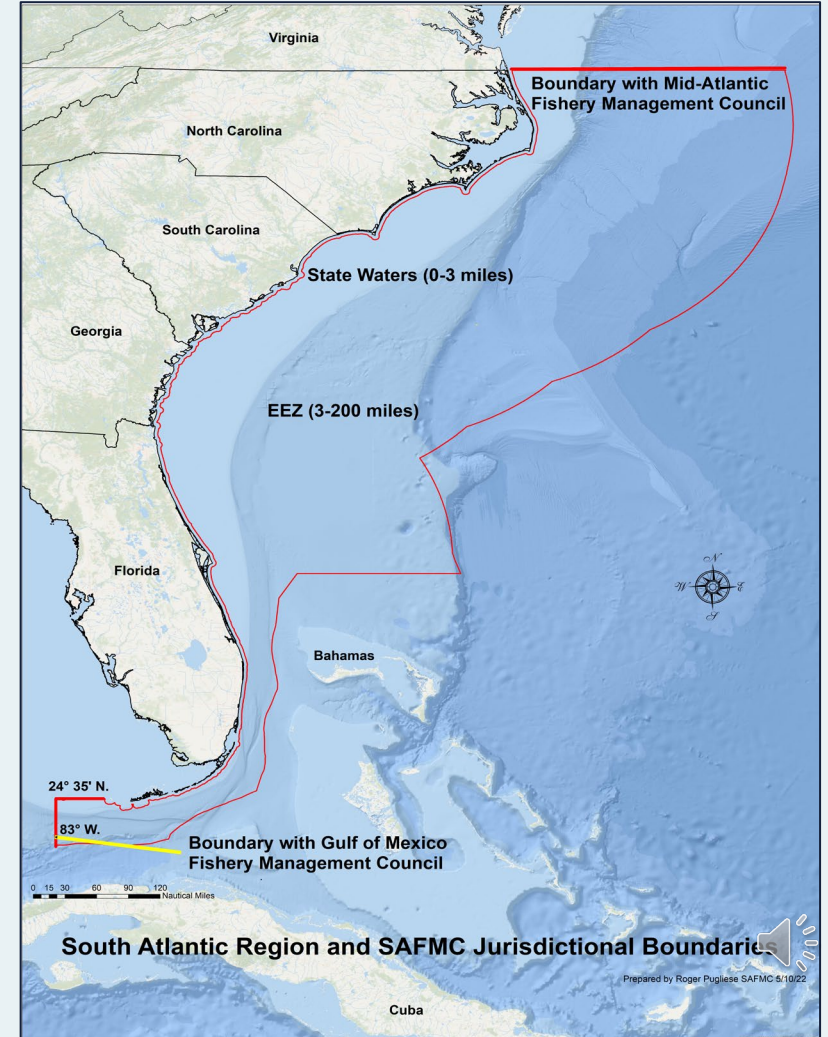 Virginia
Boundary with Mid-Atlantic
Fishery Management Council
North Carolina
South Carolina
State Waters (0-3 miles)
Georgia
EEZ (3-200 miles)
N
W
E
S
Florida
Bahamas
24° 35' N.
83° W.
Boundary with Gulf of Mexico
Fishery Management Council
0 15 30 60 90 120
Nautical Miles
South Atlantic Region and SAFMC Jurisdictional Boundaries
Prepared by Roger Pugliese SAFMC 5/10/22
Cuba